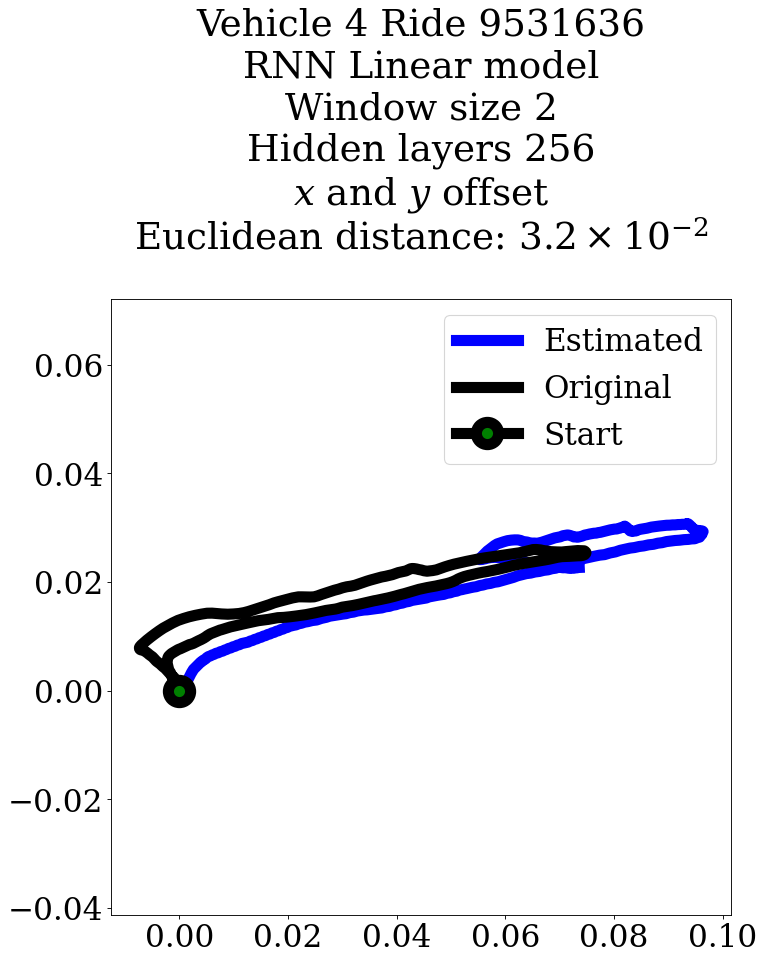 Vehicle 4 Ride 9531636
RNN Linear model
Window size 2
Hidden layers 256
x and y offset
Euclidean distance: 3.2 × 10⁻²
Estimated
Original
Start
0.06
0.04
0.02
0.00
−0.02
−0.04
0.00 0.02 0.04 0.06 0.08 0.10